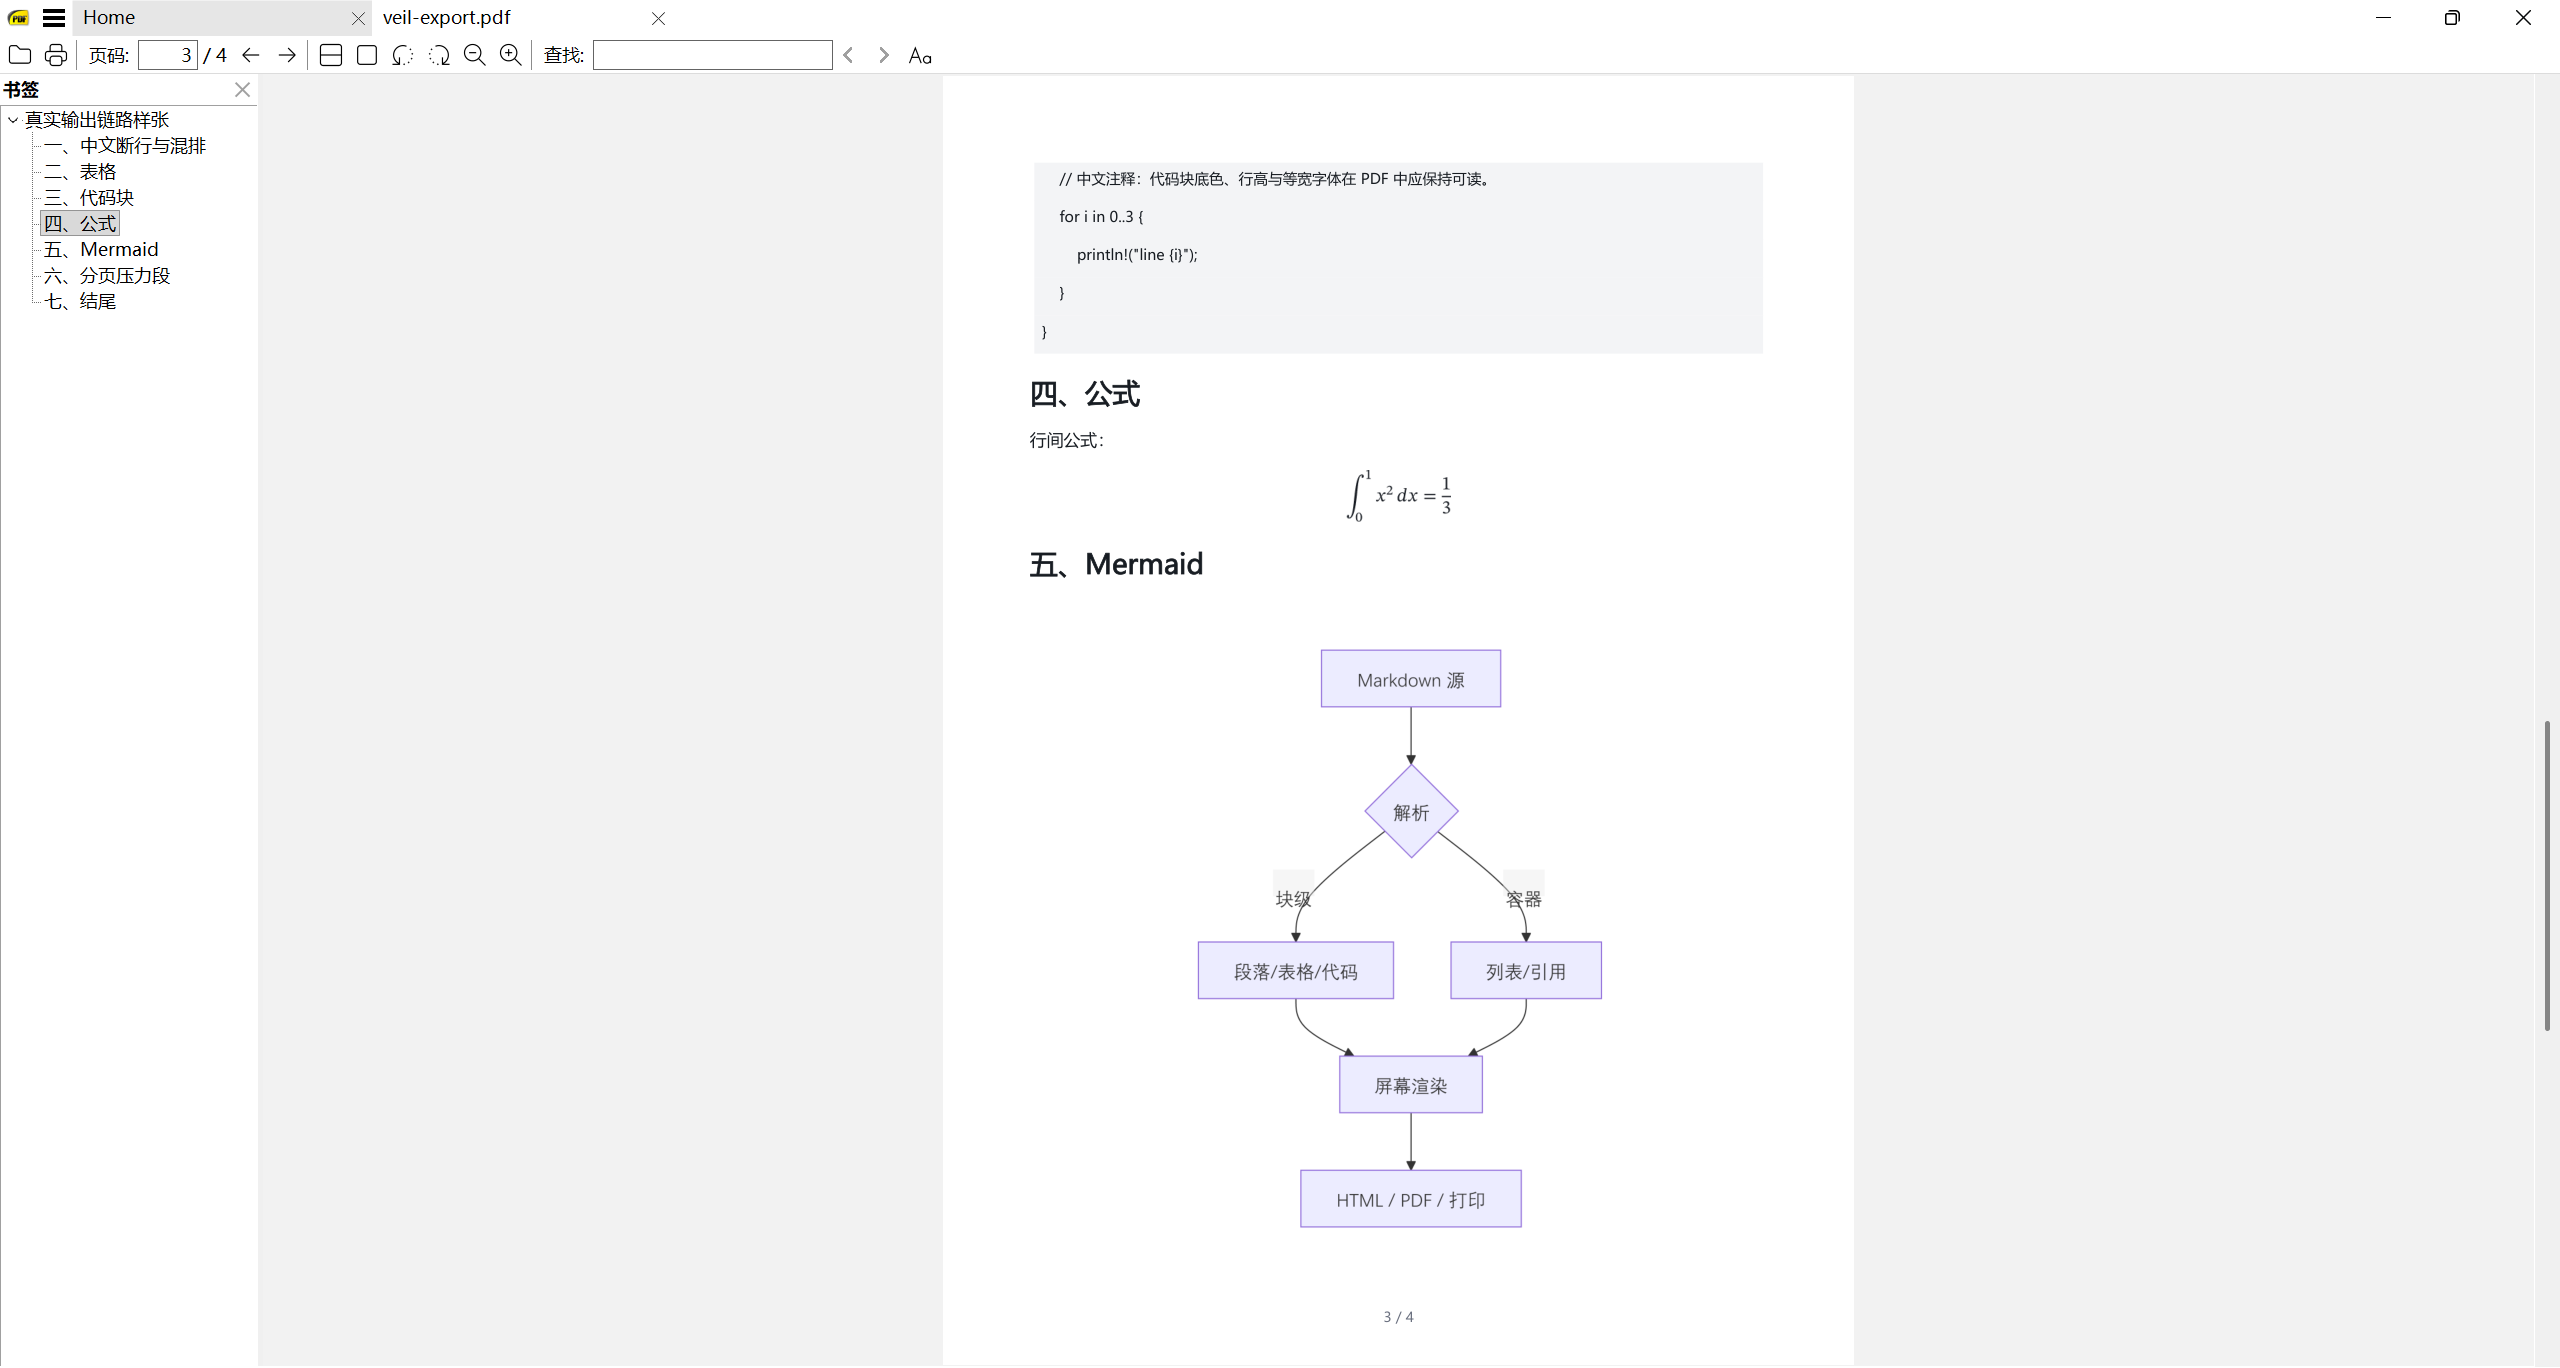 Home
veil-export.pdf
页码: 3 / 4
查找:
Aa
书签
真实输出链路样张
一、中文断行与混排
二、表格
三、代码块
四、公式
五、Mermaid
六、分页压力段
七、结尾
// 中文注释：代码块底色、行高与等宽字体在 PDF 中应保持可读。
for i in 0..3 {
println!("line {i}");
}
}
四、公式
行间公式：
∫₀¹ x² dx = 1/3
五、Mermaid
Markdown 源
解析
块级
容器
段落/表格/代码
列表/引用
屏幕渲染
HTML / PDF / 打印
3 / 4